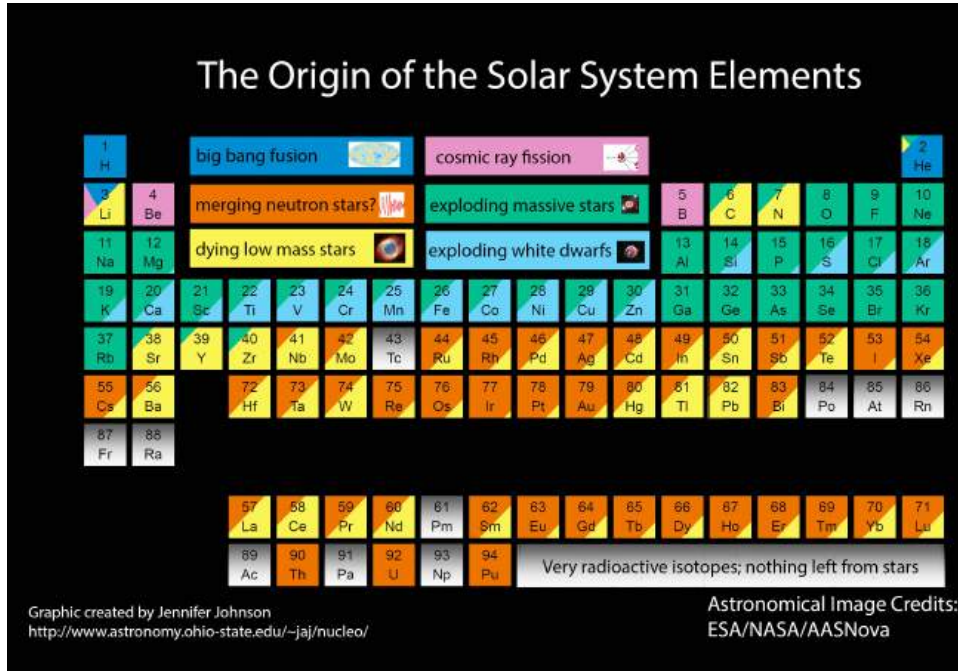 The Origin of the Solar System Elements
1
H
big bang fusion
cosmic ray fission
2
He
3
Li
4
Be
merging neutron stars?
exploding massive stars
5
B
6
C
7
N
8
O
9
F
10
Ne
11
Na
12
Mg
dying low mass stars
exploding white dwarfs
13
Al
14
Si
15
P
16
S
17
Cl
18
Ar
19
K
20
Ca
21
Sc
22
Ti
23
V
24
Cr
25
Mn
26
Fe
27
Co
28
Ni
29
Cu
30
Zn
31
Ga
32
Ge
33
As
34
Se
35
Br
36
Kr
37
Rb
38
Sr
39
Y
40
Zr
41
Nb
42
Mo
43
Tc
44
Ru
45
Rh
46
Pd
47
Ag
48
Cd
49
In
50
Sn
51
Sb
52
Te
53
I
54
Xe
55
Cs
56
Ba
72
Hf
73
Ta
74
W
75
Re
76
Os
77
Ir
78
Pt
79
Au
80
Hg
81
Tl
82
Pb
83
Bi
84
Po
85
At
86
Rn
87
Fr
88
Ra
57
La
58
Ce
59
Pr
60
Nd
61
Pm
62
Sm
63
Eu
64
Gd
65
Tb
66
Dy
67
Ho
68
Er
69
Tm
70
Yb
71
Lu
89
Ac
90
Th
91
Pa
92
U
93
Np
94
Pu
Very radioactive isotopes; nothing left from stars
Graphic created by Jennifer Johnson
http://www.astronomy.ohio-state.edu/~jaj/nucleo/
Astronomical Image Credits:
ESA/NASA/AASNova